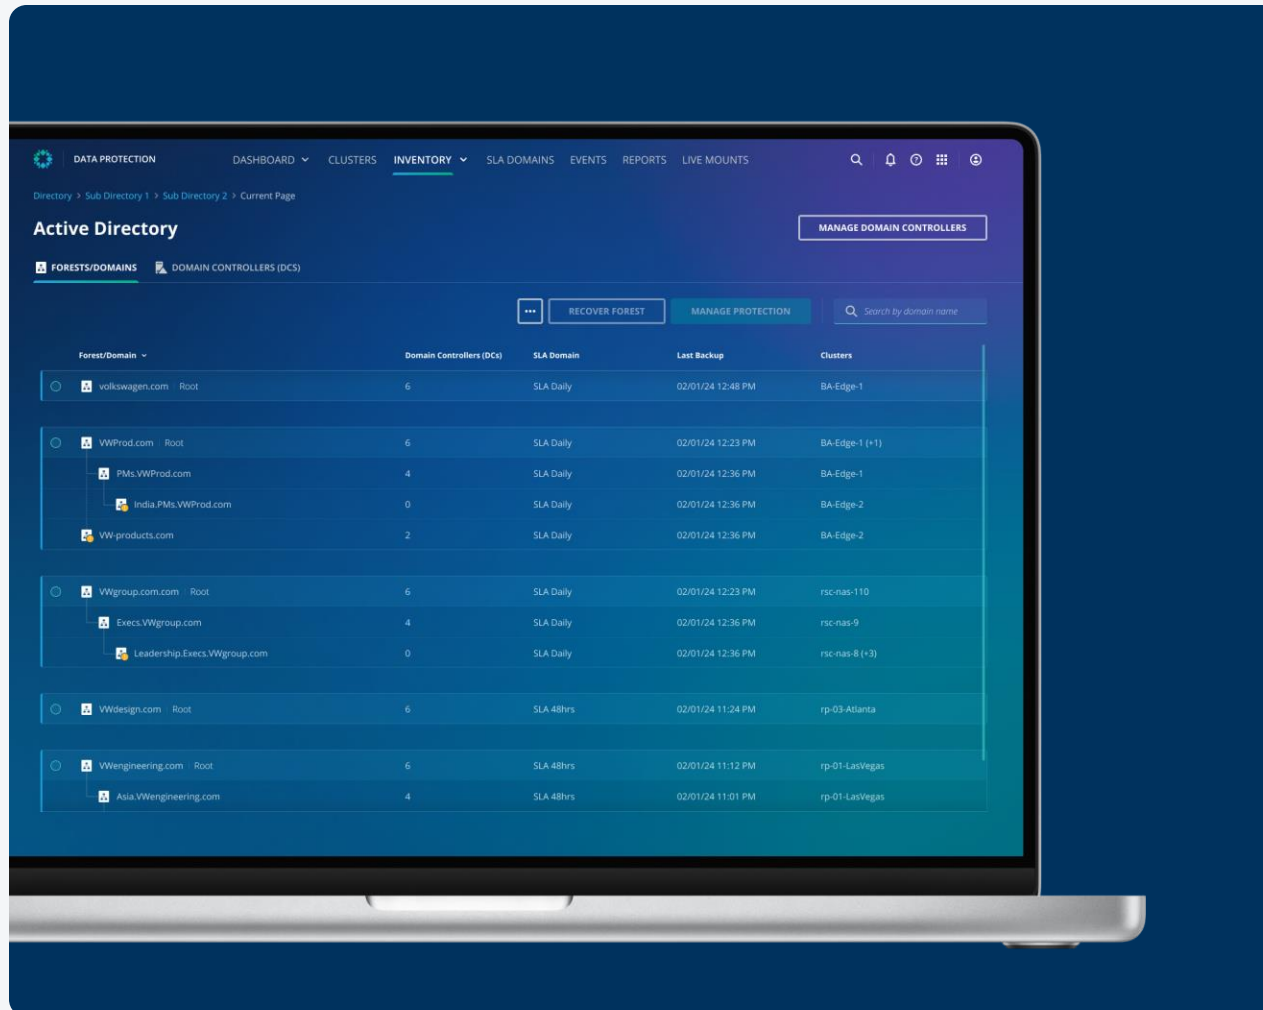 DATA PROTECTION DASHBOARD CLUSTERS INVENTORY SLA DOMAINS EVENTS REPORTS LIVE MOUNTS
Directory > Sub Directory 1 > Sub Directory 2 > Current Page
Active Directory MANAGE DOMAIN CONTROLLERS
FORESTS/DOMAINS DOMAIN CONTROLLERS (DCS)
... RECOVER FOREST MANAGE PROTECTION Search by domain name
Forest/Domain Domain Controllers (DCs) SLA Domain Last Backup Clusters
volkswagen.com | Root 6 SLA Daily 02/01/24 12:48 PM BA-Edge-1
VWProd.com | Root 6 SLA Daily 02/01/24 12:23 PM BA-Edge-1 (+1)
PMs.VWProd.com 4 SLA Daily 02/01/24 12:36 PM BA-Edge-1
India.PMs.VWProd.com 0 SLA Daily 02/01/24 12:36 PM BA-Edge-2
VW-products.com 2 SLA Daily 02/01/24 12:36 PM BA-Edge-2
VWgroup.com.com | Root 6 SLA Daily 02/01/24 12:23 PM rsc-nas-110
Execs.VWgroup.com 4 SLA Daily 02/01/24 12:36 PM rsc-nas-9
Leadership.Execs.VWgroup.com 0 SLA Daily 02/01/24 12:36 PM rsc-nas-8 (+3)
VWdesign.com | Root 6 SLA 48hrs 02/01/24 11:24 PM rp-03-Atlanta
VWengineering.com | Root 6 SLA 48hrs 02/01/24 11:12 PM rp-01-LasVegas
Asia.VWengineering.com 4 SLA 48hrs 02/01/24 11:01 PM rp-01-LasVegas